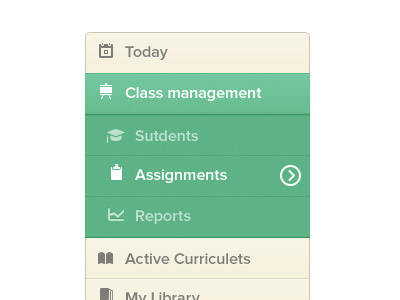 Today
Class management
Sutdents
Assignments
Reports
Active Curriculets
My Library